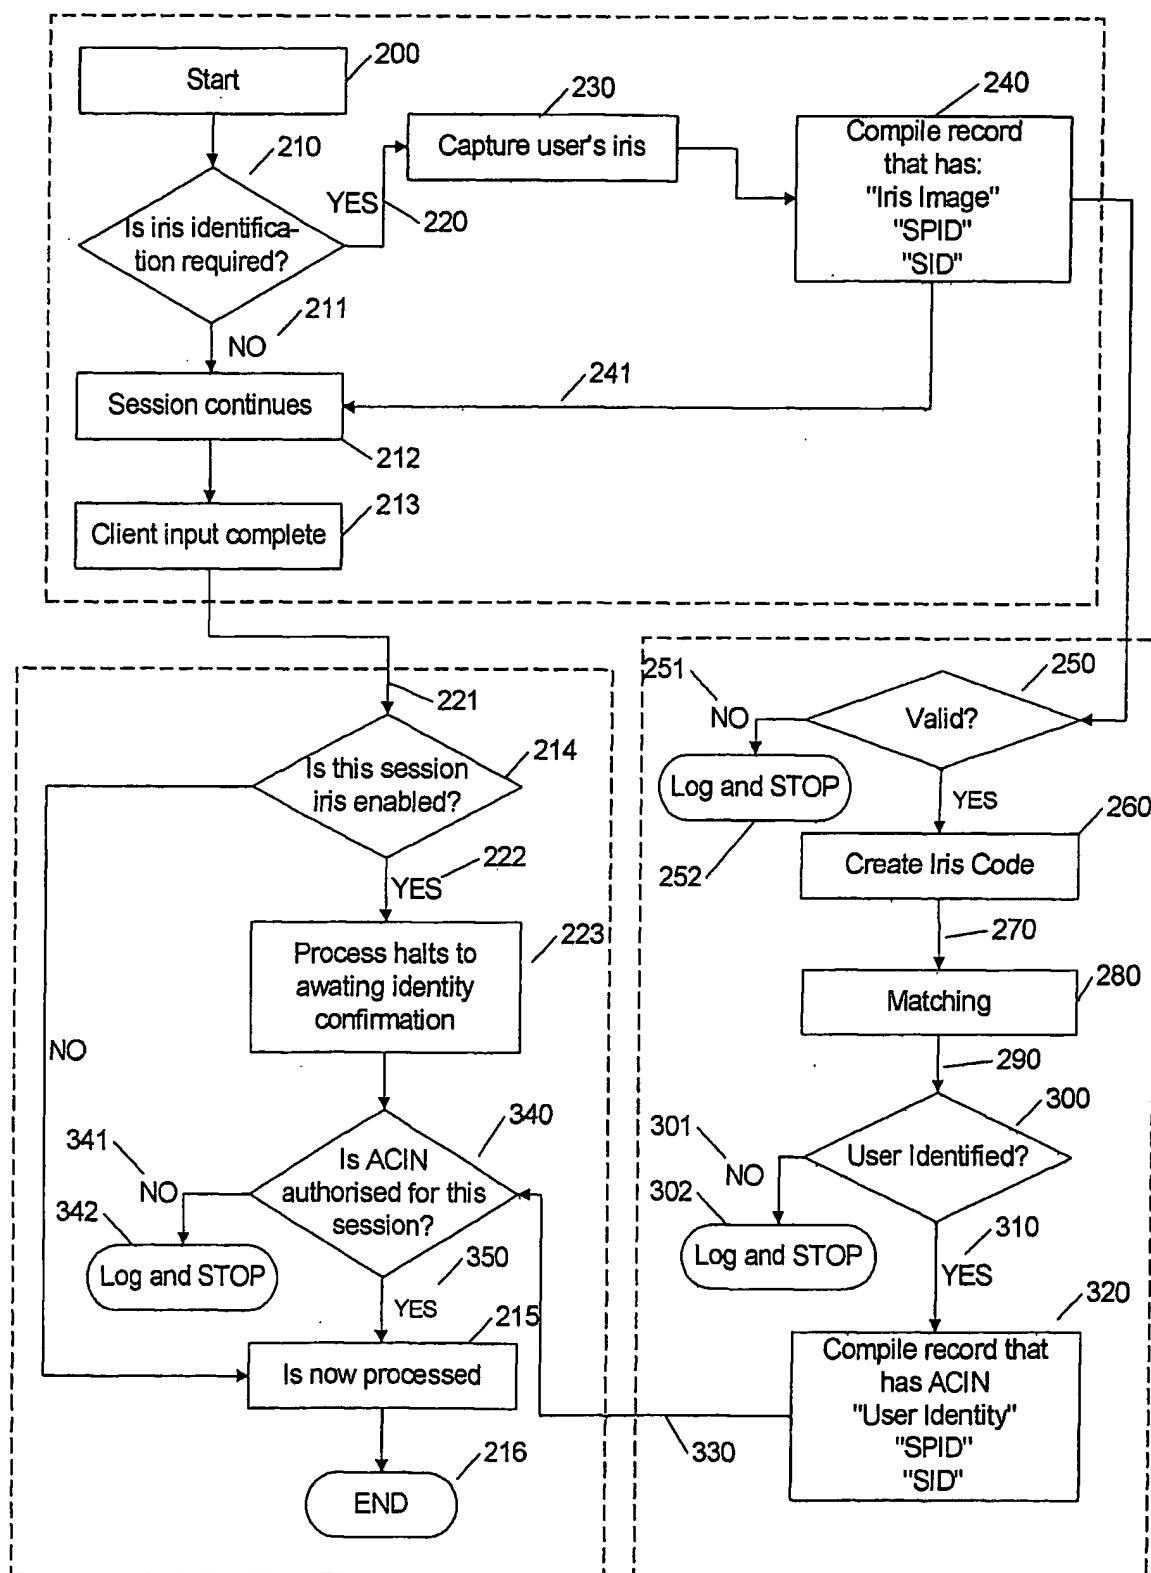 Start
200
210
Is iris identifica-
tion required?
YES
220
230
Capture user's iris
240
Compile record
that has:
"Iris Image"
"SPID"
"SID"
211
NO
241
Session continues
212
213
Client input complete
221
214
Is this session
iris enabled?
222
YES
223
Process halts to
awating identity
confirmation
NO
340
Is ACIN
authorised for this
session?
341
NO
342
Log and STOP
350
YES
215
Is now processed
216
END
251
NO
250
Valid?
Log and STOP
252
YES
260
Create Iris Code
270
280
Matching
290
300
User Identified?
301
NO
302
Log and STOP
310
YES
320
Compile record that
has ACIN
"User Identity"
"SPID"
"SID"
330